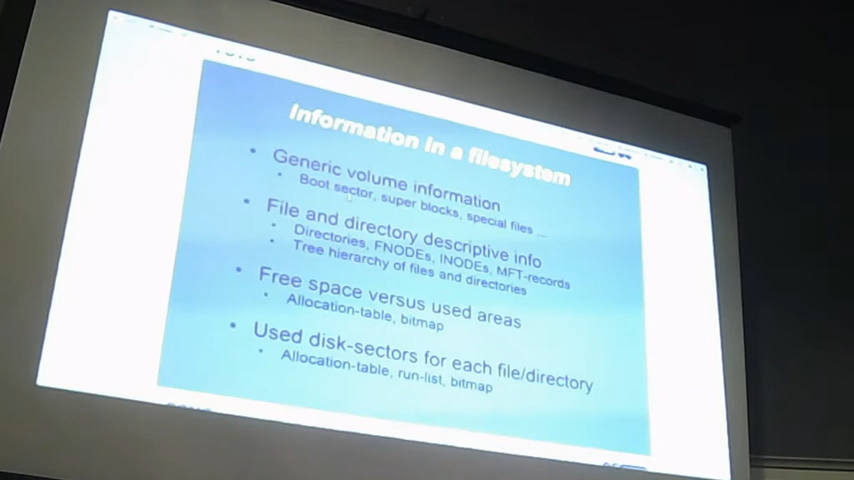 Information in a filesystem
• Generic volume information
• Boot sector, super blocks, special files ...
• File and directory descriptive info
• Directories, FNODEs, INODEs, MFT-records
• Tree hierarchy of files and directories
• Free space versus used areas
• Allocation-table, bitmap
• Used disk-sectors for each file/directory
• Allocation-table, run-list, bitmap